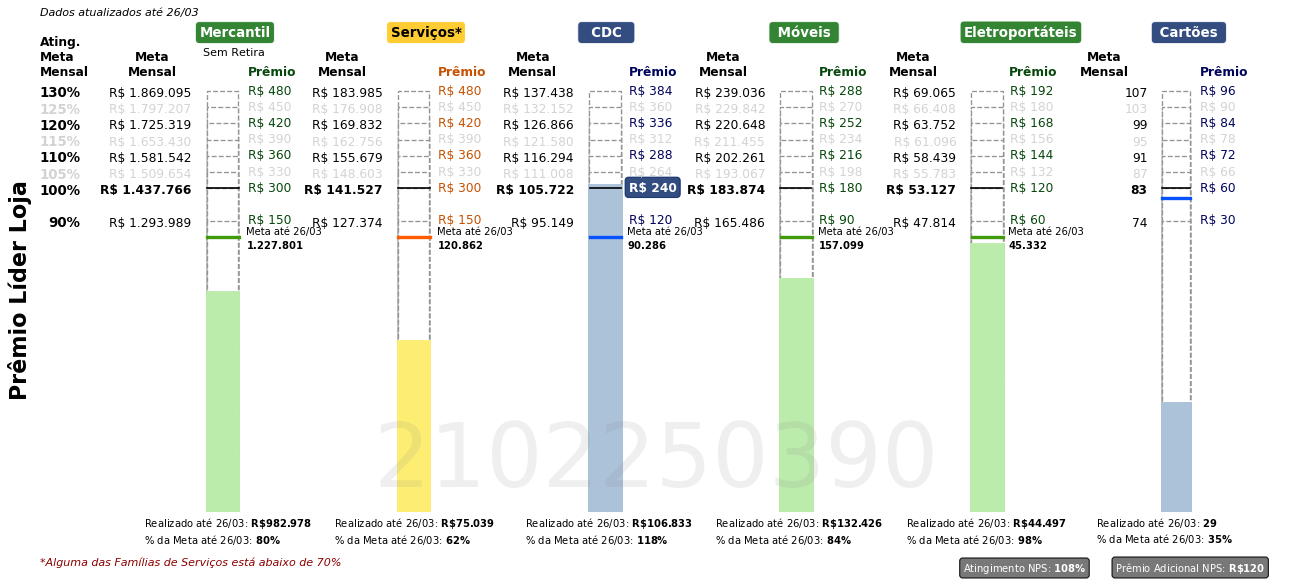 Dados atualizados até 26/03
Mercantil Serviços* CDC Móveis Eletroportáteis Cartões
Sem Retira
Ating. Meta Mensal
Meta Mensal Prêmio Meta Mensal Prêmio Meta Mensal Prêmio Meta Mensal Prêmio Meta Mensal Prêmio Meta Mensal Prêmio
130% R$ 1.869.095 R$ 480 R$ 183.985 R$ 480 R$ 137.438 R$ 384 R$ 239.036 R$ 288 R$ 69.065 R$ 192 107 R$ 96
125% R$ 1.797.207 R$ 450 R$ 176.908 R$ 450 R$ 132.152 R$ 360 R$ 229.842 R$ 270 R$ 66.408 R$ 180 103 R$ 90
120% R$ 1.725.319 R$ 420 R$ 169.832 R$ 420 R$ 126.866 R$ 336 R$ 220.648 R$ 252 R$ 63.752 R$ 168 99 R$ 84
115% R$ 1.653.430 R$ 390 R$ 162.756 R$ 390 R$ 121.580 R$ 312 R$ 211.455 R$ 234 R$ 61.096 R$ 156 95 R$ 78
110% R$ 1.581.542 R$ 360 R$ 155.679 R$ 360 R$ 116.294 R$ 288 R$ 202.261 R$ 216 R$ 58.439 R$ 144 91 R$ 72
105% R$ 1.509.654 R$ 330 R$ 148.603 R$ 330 R$ 111.008 R$ 264 R$ 193.067 R$ 198 R$ 55.783 R$ 132 87 R$ 66
100% R$ 1.437.766 R$ 300 R$ 141.527 R$ 300 R$ 105.722 R$ 240 R$ 183.874 R$ 180 R$ 53.127 R$ 120 83 R$ 60
90% R$ 1.293.989 R$ 150 R$ 127.374 R$ 150 R$ 95.149 R$ 120 R$ 165.486 R$ 90 R$ 47.814 R$ 60 74 R$ 30
Meta até 26/03 Meta até 26/03 Meta até 26/03 Meta até 26/03 Meta até 26/03
1.227.801 120.862 90.286 157.099 45.332
Prêmio Líder Loja
2102250390
Realizado até 26/03: R$982.978 Realizado até 26/03: R$75.039 Realizado até 26/03: R$106.833 Realizado até 26/03: R$132.426 Realizado até 26/03: R$44.497 Realizado até 26/03: 29
% da Meta até 26/03: 80% % da Meta até 26/03: 62% % da Meta até 26/03: 118% % da Meta até 26/03: 84% % da Meta até 26/03: 98% % da Meta até 26/03: 35%
*Alguma das Famílias de Serviços está abaixo de 70%
Atingimento NPS: 108% Prêmio Adicional NPS: R$120